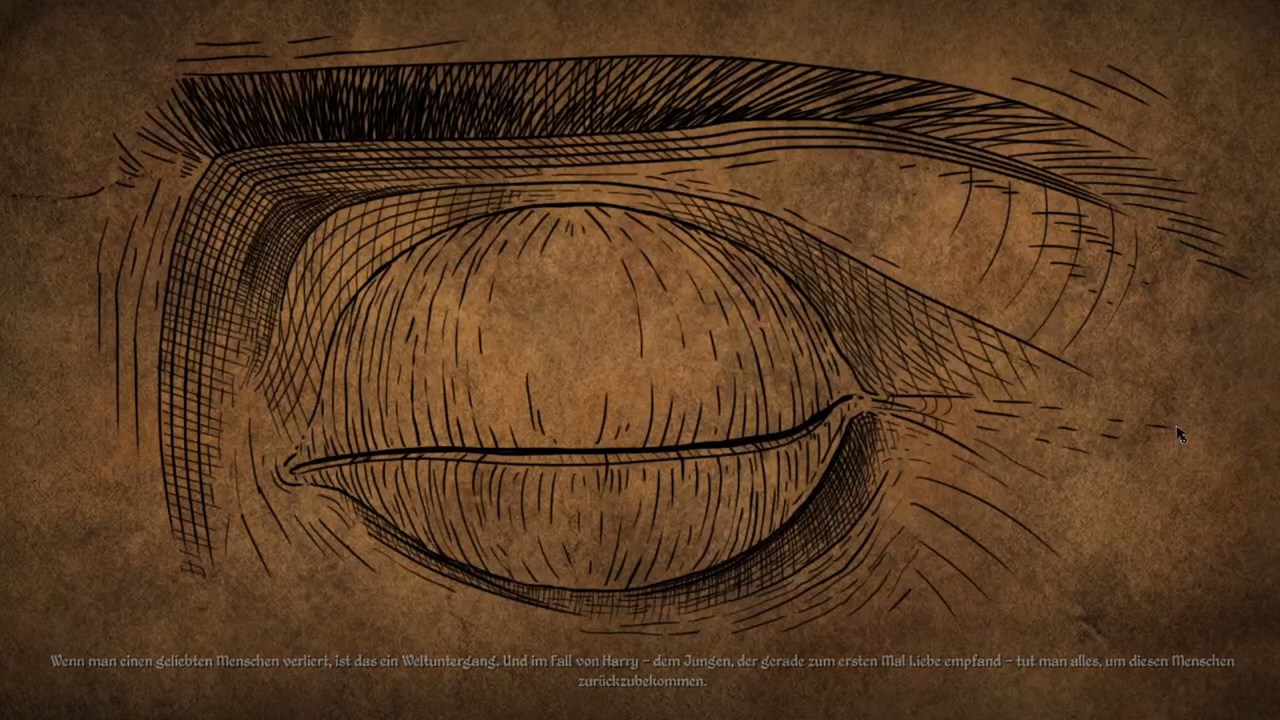 Wenn man einen geliebten Menschen verliert, ist das ein Weltuntergang. Und im Fall von Harry – dem Jungen, der gerade zum ersten Mal Liebe empfand – tut man alles, um diesen Menschen
zurückzubekommen.